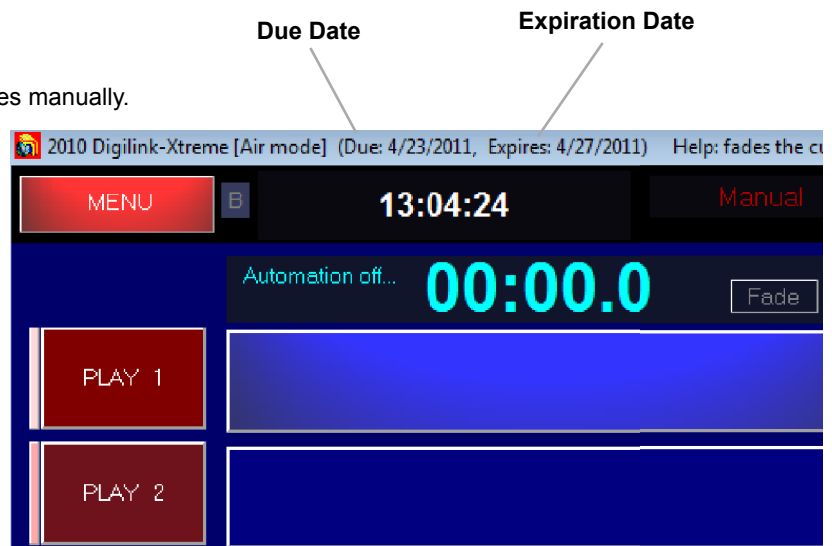 Due Date
Expiration Date
es manually.
2010 Digilink-Xtreme [Air mode] (Due: 4/23/2011, Expires: 4/27/2011) Help: fades the cu
MENU B 13:04:24 Manual
Automation off... 00:00.0 Fade
PLAY 1
PLAY 2